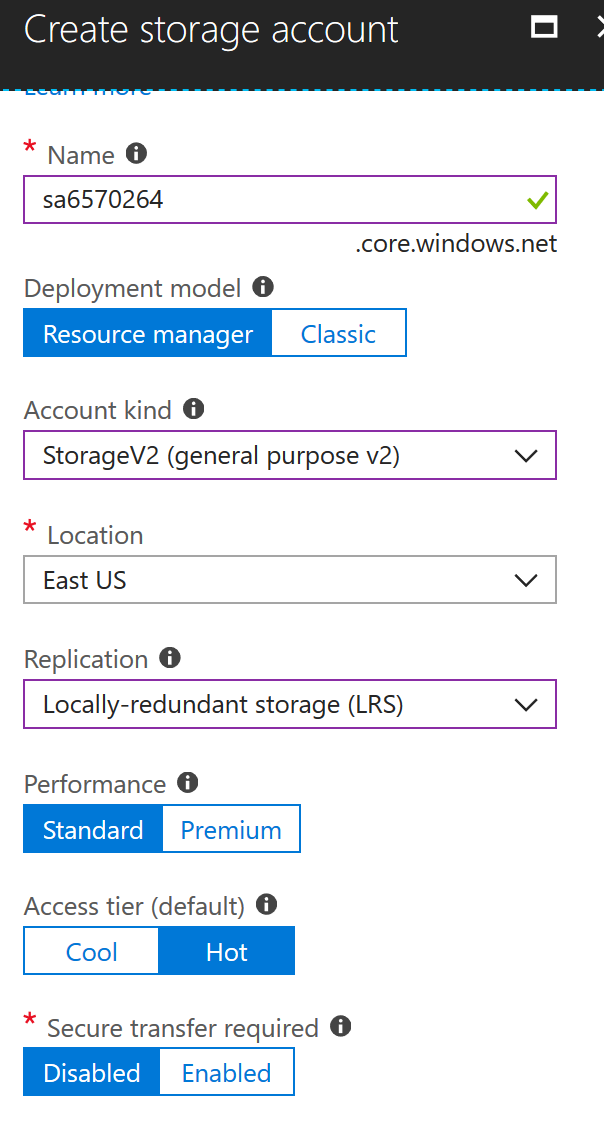 Create storage account
Learn more
* Name
sa6570264
.core.windows.net
Deployment model
Resource manager Classic
Account kind
StorageV2 (general purpose v2)
* Location
East US
Replication
Locally-redundant storage (LRS)
Performance
Standard Premium
Access tier (default)
Cool Hot
* Secure transfer required
Disabled Enabled